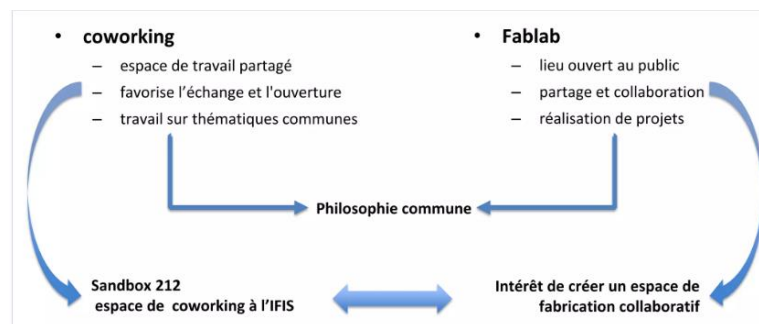 • coworking
– espace de travail partagé
– favorise l’échange et l'ouverture
– travail sur thématiques communes
• Fablab
– lieu ouvert au public
– partage et collaboration
– réalisation de projets
Philosophie commune
Sandbox 212
espace de coworking à l’IFIS
Intérêt de créer un espace de
fabrication collaboratif